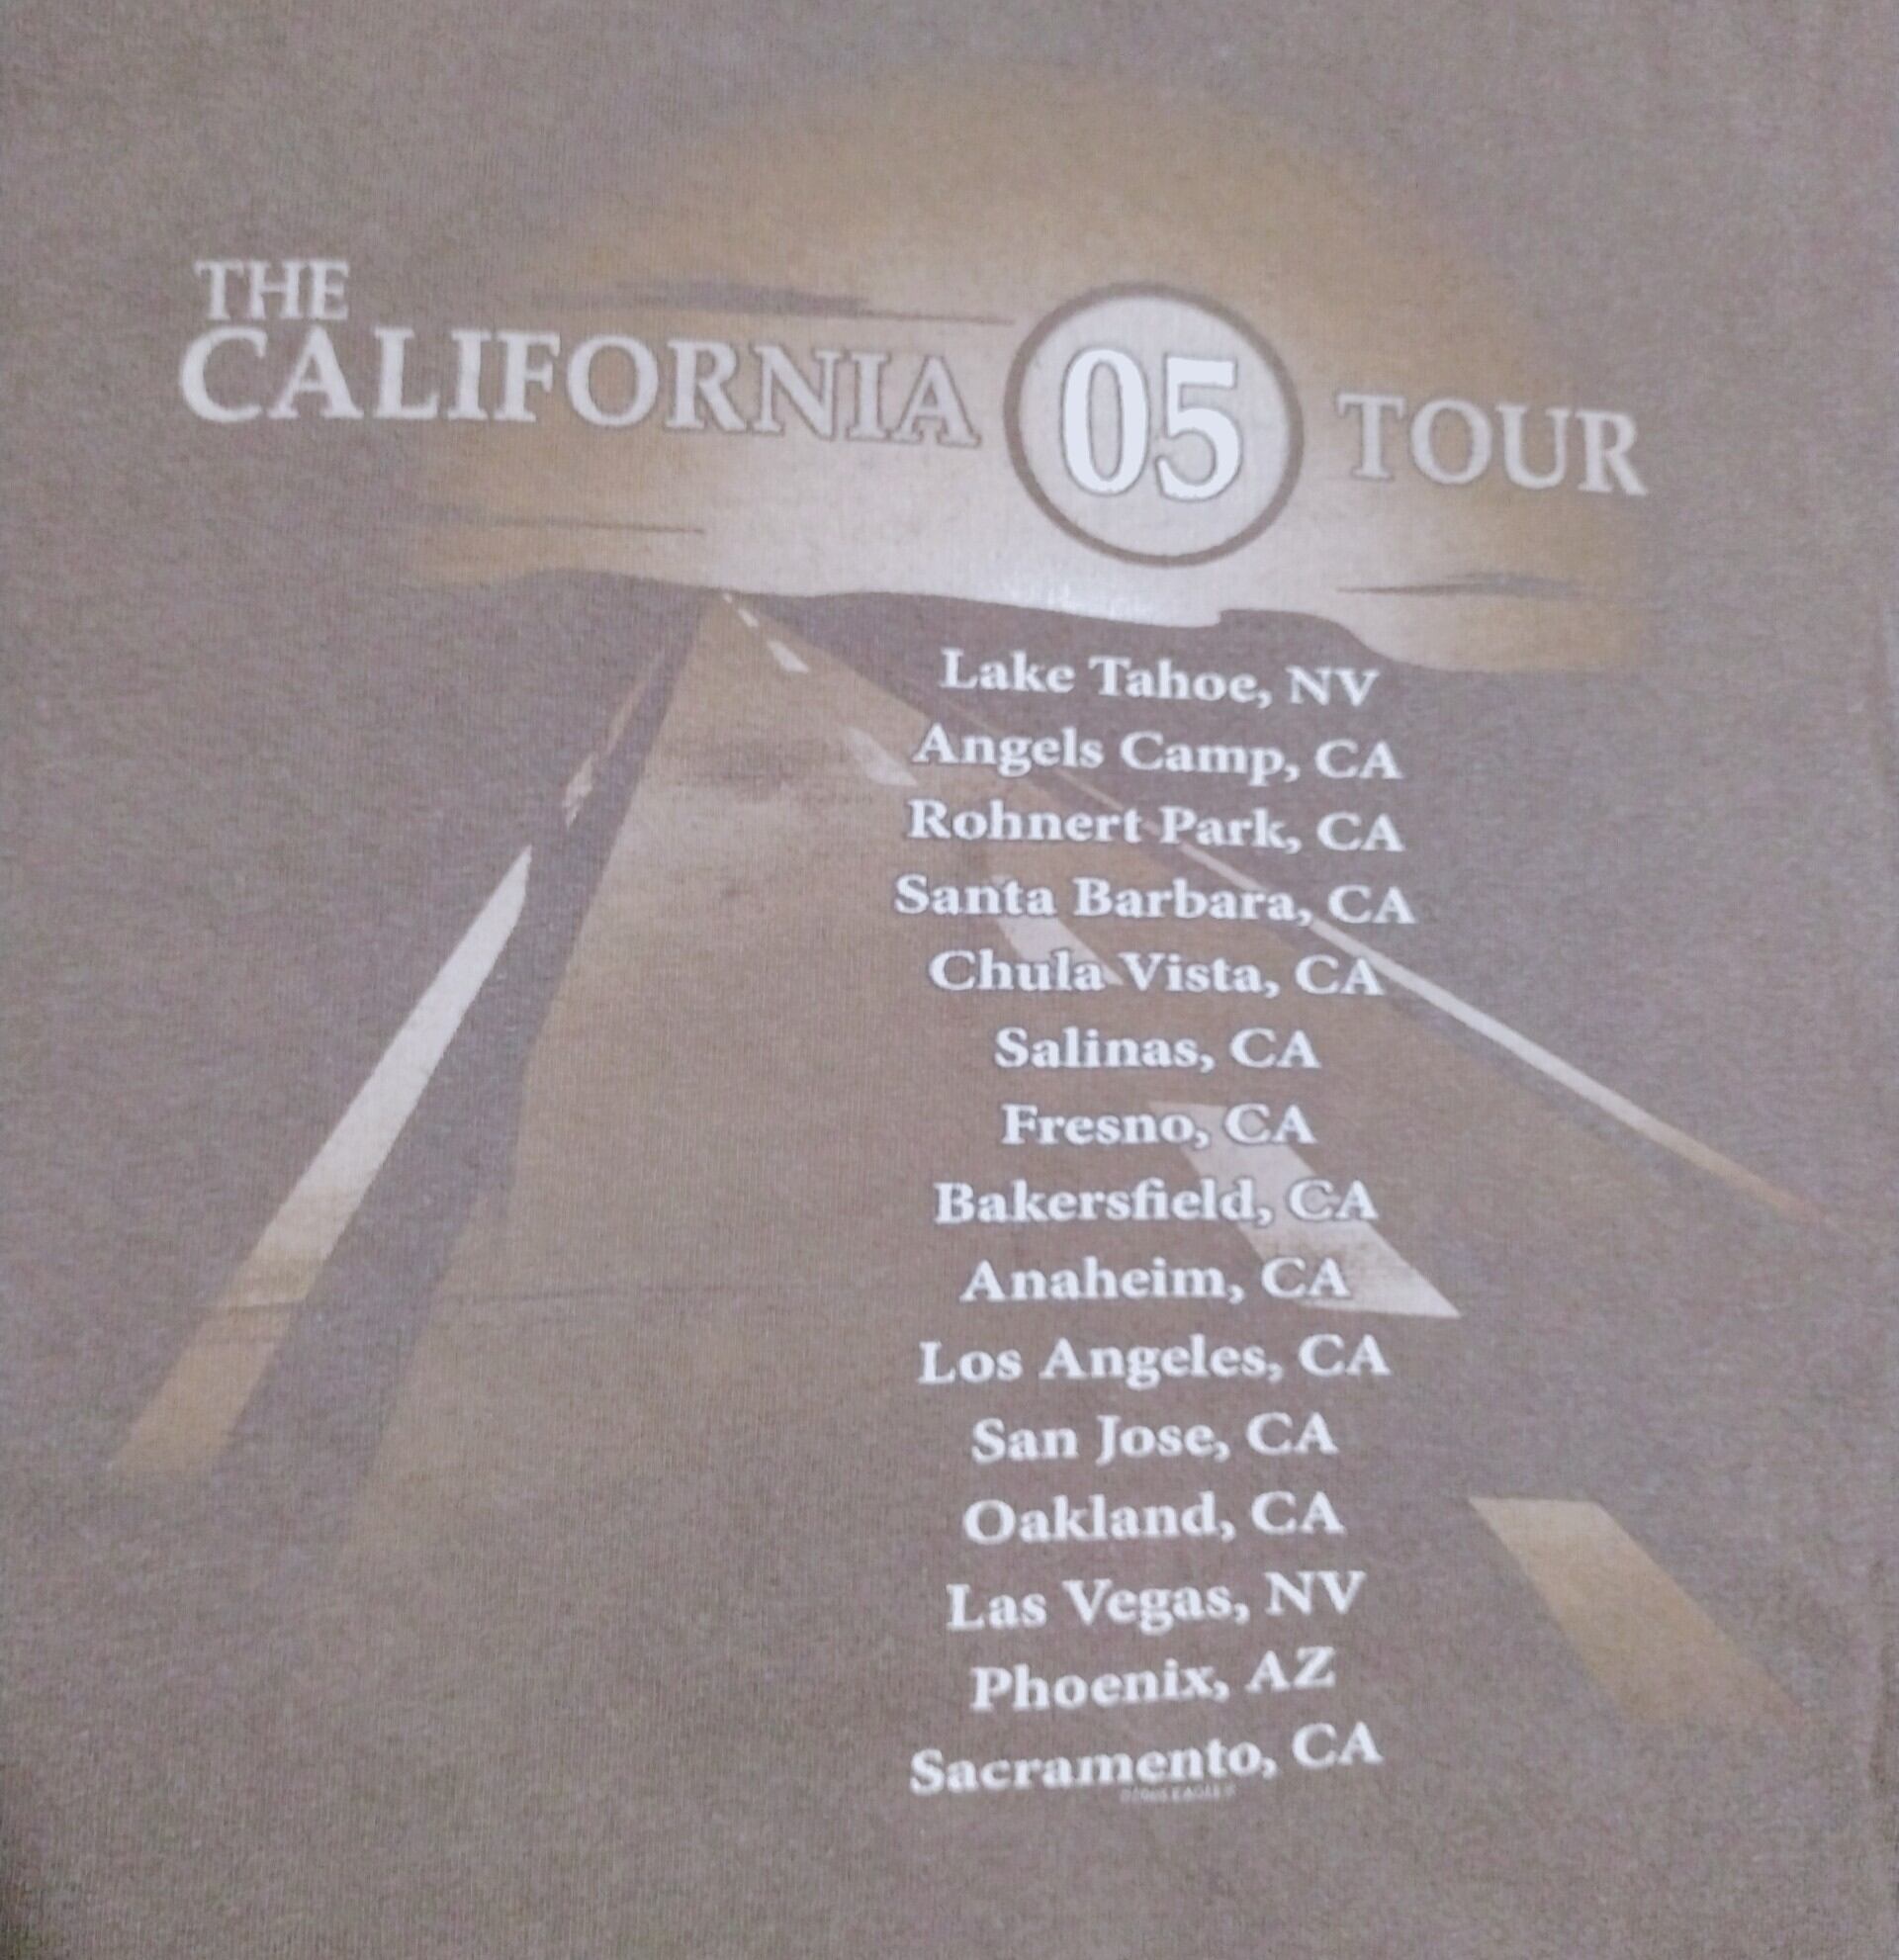 THE
CALIFORNIA 05 TOUR
Lake Tahoe, NV
Angels Camp, CA
Rohnert Park, CA
Santa Barbara, CA
Chula Vista, CA
Salinas, CA
Fresno, CA
Bakersfield, CA
Anaheim, CA
Los Angeles, CA
San Jose, CA
Oakland, CA
Las Vegas, NV
Phoenix, AZ
Sacramento, CA